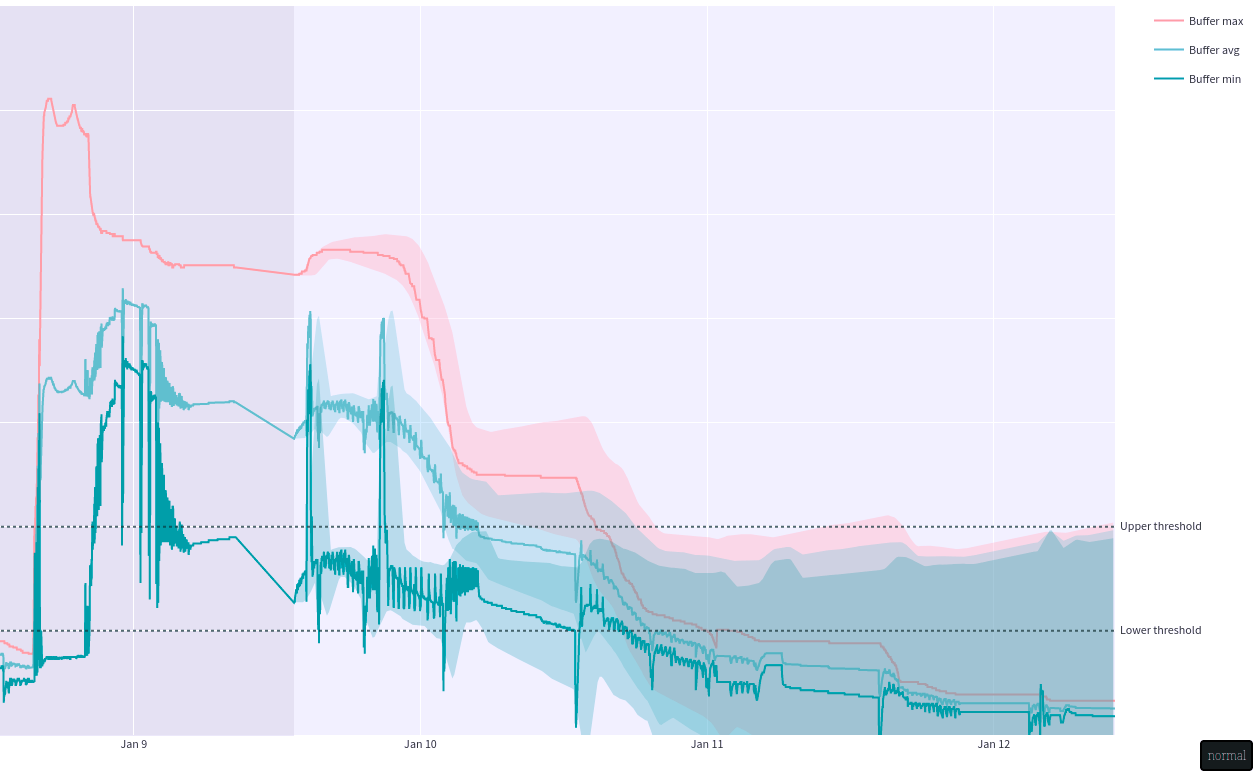 Buffer max
Buffer avg
Buffer min
Upper threshold
Lower threshold
Jan 9
Jan 10
Jan 11
Jan 12
normal